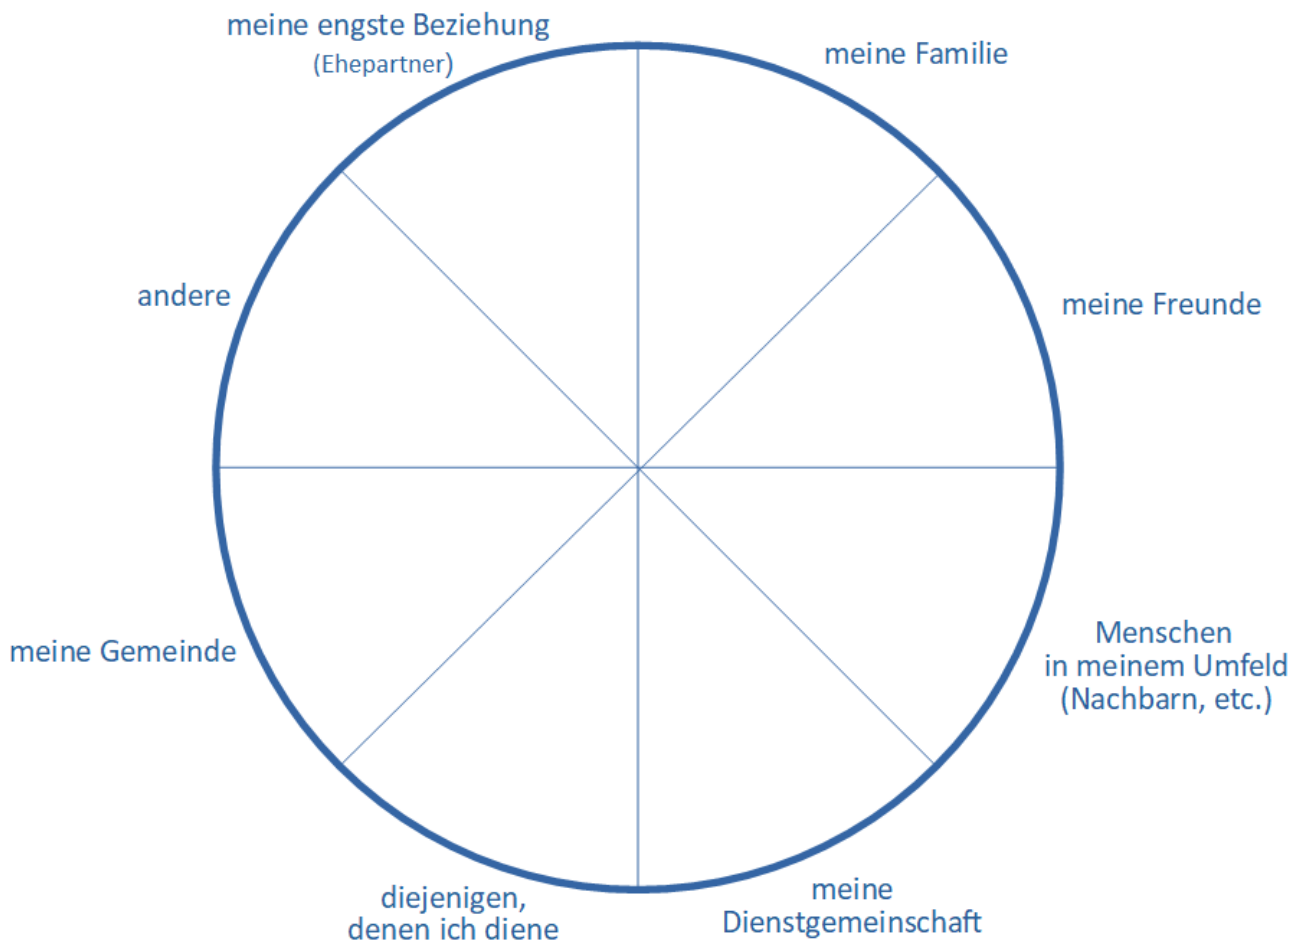 meine engste Beziehung
(Ehepartner)
meine Familie
andere
meine Freunde
meine Gemeinde
Menschen
in meinem Umfeld
(Nachbarn, etc.)
diejenigen,
denen ich diene
meine
Dienstgemeinschaft